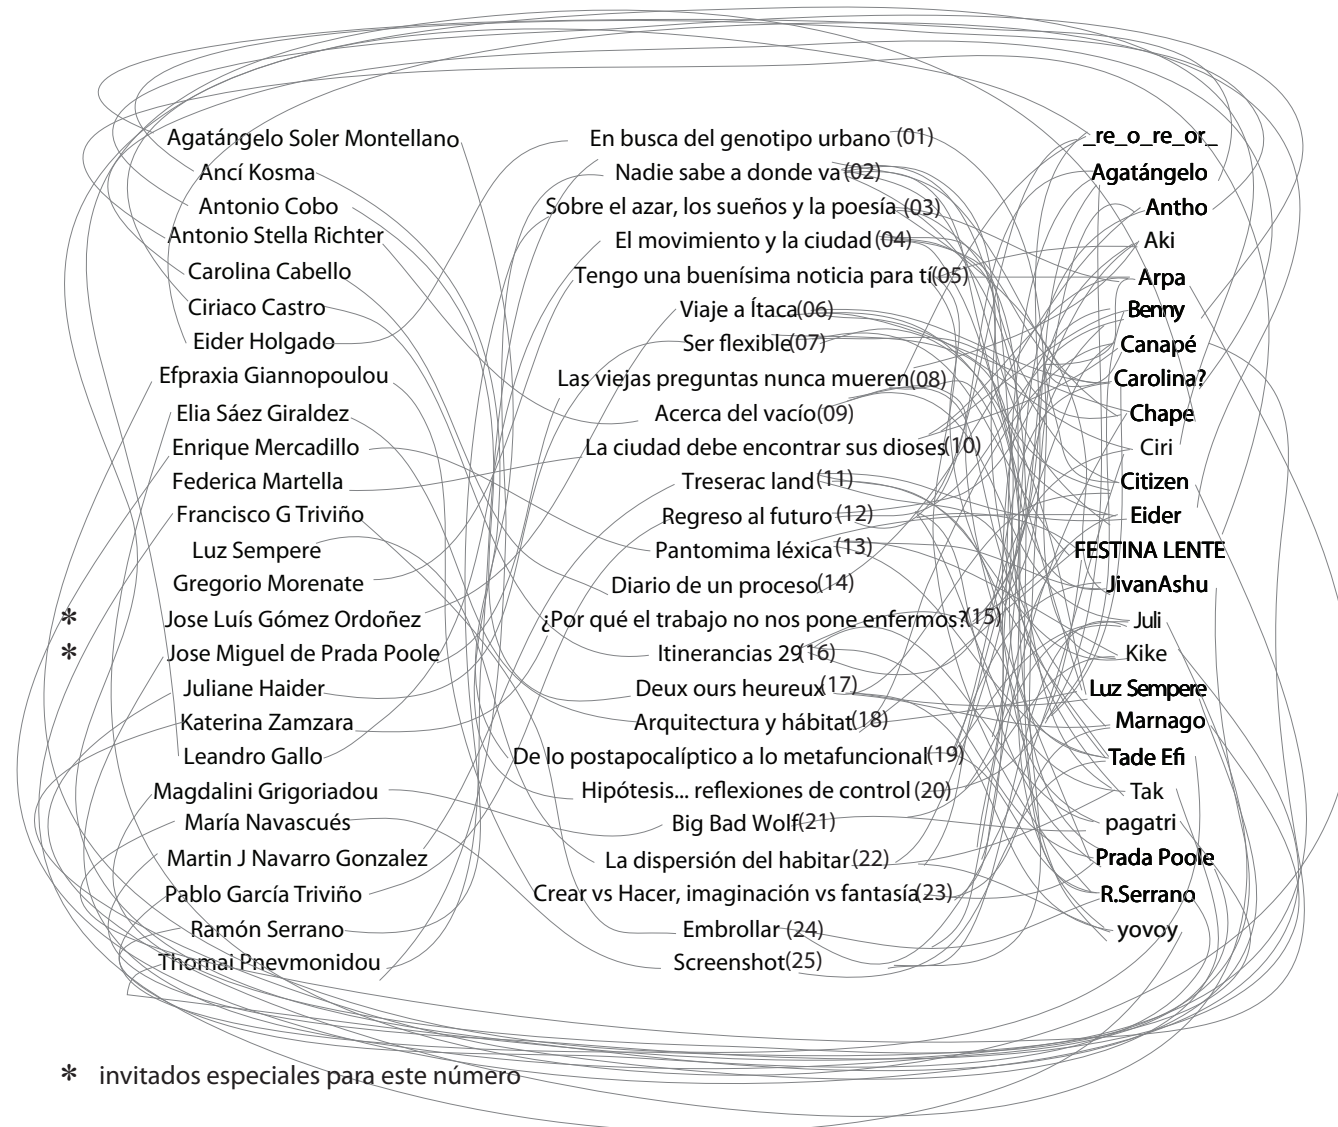 Agatángelo Soler Montellano
Ancí Kosma
Antonio Cobo
Antonio Stella Richter
Carolina Cabello
Ciriaco Castro
Eider Holgado
Efpraxia Giannopoulou
Elia Sáez Giraldez
Enrique Mercadillo
Federica Martella
Francisco G Triviño
Luz Sempere
Gregorio Morenate
* Jose Luís Gómez Ordoñez
* Jose Miguel de Prada Poole
Juliane Haider
Katerina Zamzara
Leandro Gallo
Magdalini Grigoriadou
María Navascués
Martin J Navarro Gonzalez
Pablo García Triviño
Ramón Serrano
Thomai Pnevmonidou
En busca del genotipo urbano (01)
Nadie sabe a donde va (02)
Sobre el azar, los sueños y la poesía (03)
El movimiento y la ciudad (04)
Tengo una buenísima noticia para tí(05)
Viaje a Ítaca(06)
Ser flexible(07)
Las viejas preguntas nunca mueren(08)
Acerca del vacío(09)
La ciudad debe encontrar sus dioses(10)
Treserac land(11)
Regreso al futuro (12)
Pantomima léxica(13)
Diario de un proceso(14)
¿Por qué el trabajo no nos pone enfermos?(15)
Itinerancias 29(16)
Deux ours heureux(17)
Arquitectura y hábitat(18)
De lo postapocalíptico a lo metafuncional(19)
Hipótesis... reflexiones de control (20)
Big Bad Wolf(21)
La dispersión del habitar(22)
Crear vs Hacer, imaginación vs fantasía(23)
Embrollar (24)
Screenshot(25)
_re_o_re_or_
Agatángelo
Antho
Aki
Arpa
Benny
Canapé
Carolina?
Chape
Ciri
Citizen
Eider
FESTINA LENTE
JivanAshu
Juli
Kike
Luz Sempere
Marnago
Tade Efi
Tak
pagatri
Prada Poole
R.Serrano
yovoy
* invitados especiales para este número